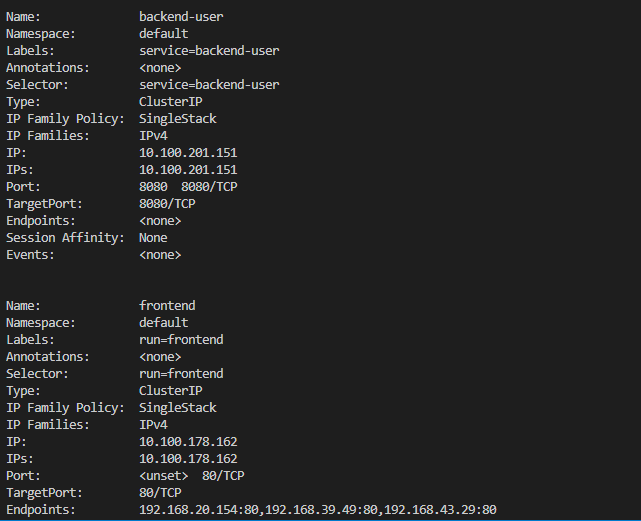 Name:              backend-user
Namespace:         default
Labels:            service=backend-user
Annotations:       <none>
Selector:          service=backend-user
Type:              ClusterIP
IP Family Policy:  SingleStack
IP Families:       IPv4
IP:                10.100.201.151
IPs:               10.100.201.151
Port:              8080  8080/TCP
TargetPort:        8080/TCP
Endpoints:         <none>
Session Affinity:  None
Events:            <none>
Name:              frontend
Namespace:         default
Labels:            run=frontend
Annotations:       <none>
Selector:          run=frontend
Type:              ClusterIP
IP Family Policy:  SingleStack
IP Families:       IPv4
IP:                10.100.178.162
IPs:               10.100.178.162
Port:              <unset>  80/TCP
TargetPort:        80/TCP
Endpoints:         192.168.20.154:80,192.168.39.49:80,192.168.43.29:80